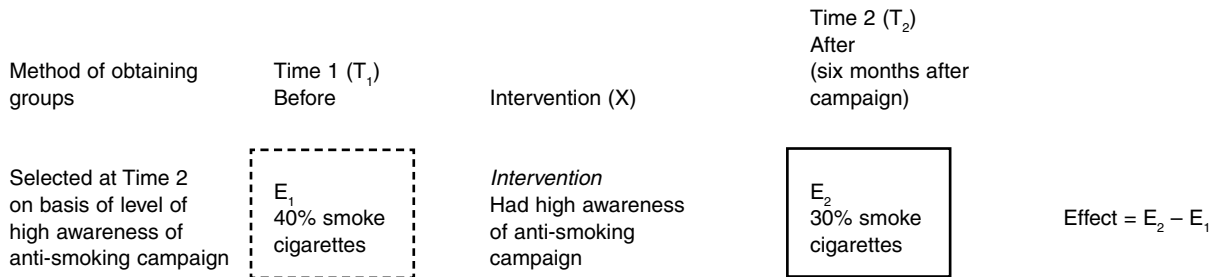 Method of obtaining
groups
Time 1 (T₁)
Before
Intervention (X)
Time 2 (T₂)
After
(six months after
campaign)
Selected at Time 2
on basis of level of
high awareness of
anti-smoking campaign
E₁
40% smoke
cigarettes
Intervention
Had high awareness
of anti-smoking
campaign
E₂
30% smoke
cigarettes
Effect = E₂ – E₁